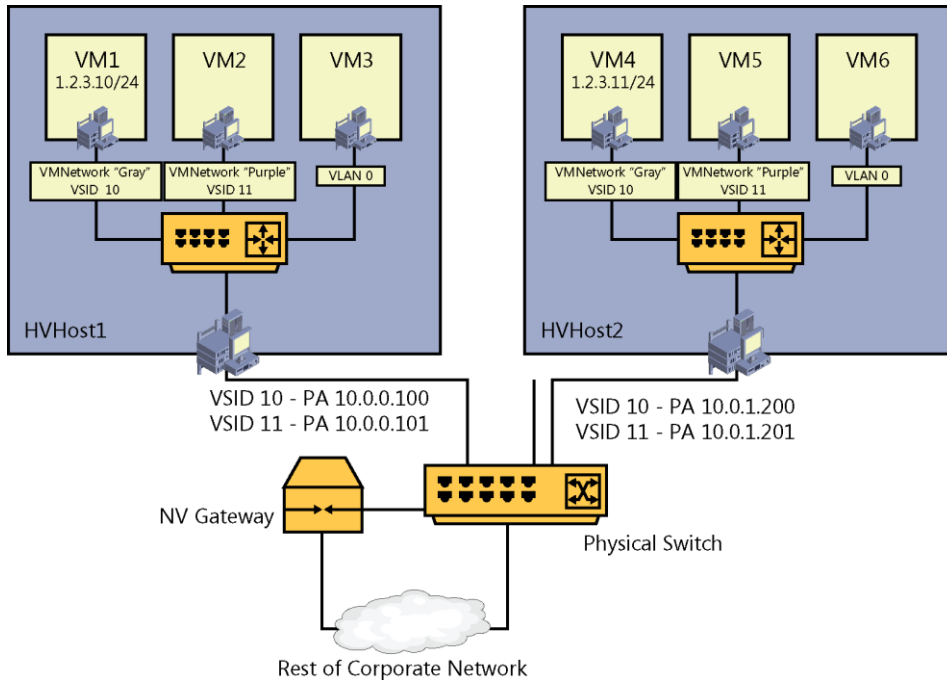 VM1
1.2.3.10/24
VM2
VM3
VMNetwork "Gray"
VSID 10
VMNetwork "Purple"
VSID 11
VLAN 0
HVHost1
VM4
1.2.3.11/24
VM5
VM6
VMNetwork "Gray"
VSID 10
VMNetwork "Purple"
VSID 11
VLAN 0
HVHost2
VSID 10 - PA 10.0.0.100
VSID 11 - PA 10.0.0.101
VSID 10 - PA 10.0.1.200
VSID 11 - PA 10.0.1.201
NV Gateway
Physical Switch
Rest of Corporate Network